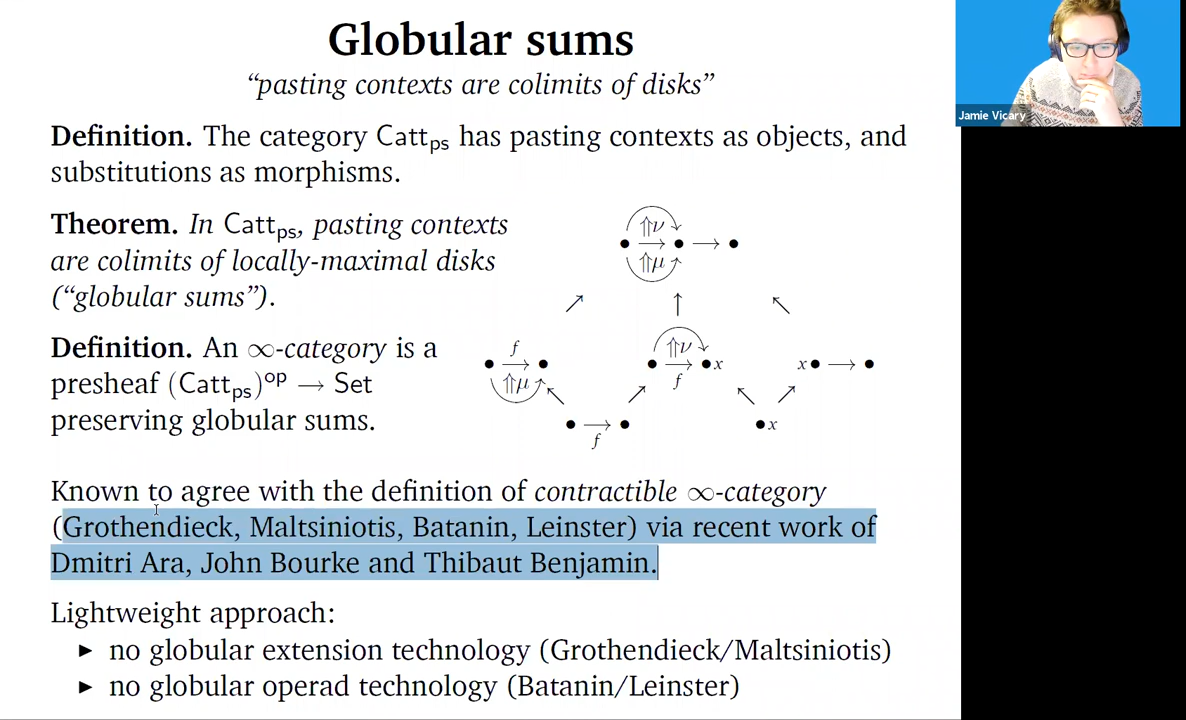 Globular sums
“pasting contexts are colimits of disks”
Jamie Vicary
Definition. The category Catt_ps has pasting contexts as objects, and
substitutions as morphisms.
Theorem. In Catt_ps, pasting contexts
are colimits of locally-maximal disks
(“globular sums”).
Definition. An ∞-category is a
presheaf (Catt_ps)^op → Set
preserving globular sums.
⇑ν
⇑μ
f
⇑μ
⇑ν
f
x
x
f
x
Known to agree with the definition of contractible ∞-category
(Grothendieck, Maltsiniotis, Batanin, Leinster) via recent work of
Dmitri Ara, John Bourke and Thibaut Benjamin.
Lightweight approach:
▶ no globular extension technology (Grothendieck/Maltsiniotis)
▶ no globular operad technology (Batanin/Leinster)